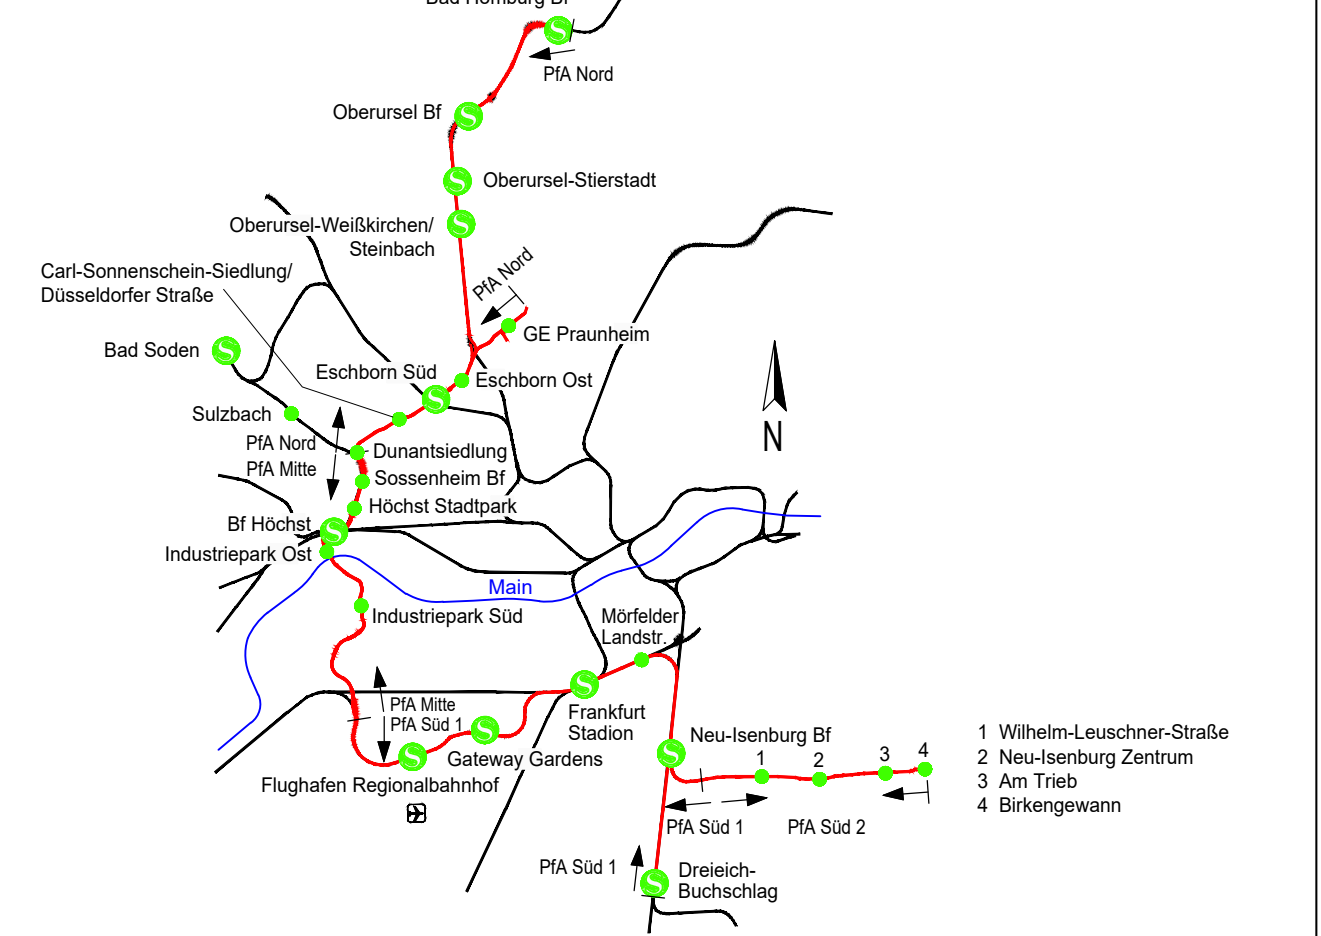 Bad Homburg Bf
PfA Nord
Oberursel Bf
Oberursel-Stierstadt
Oberursel-Weißkirchen/
Steinbach
Carl-Sonnenschein-Siedlung/
Düsseldorfer Straße
PfA Nord
GE Praunheim
Bad Soden
Eschborn Süd
Eschborn Ost
Sulzbach
PfA Nord
PfA Mitte
Dunantsiedlung
Sossenheim Bf
Höchst Stadtpark
Bf Höchst
Industriepark Ost
N
Main
Industriepark Süd
Mörfelder
Landstr.
PfA Mitte
PfA Süd 1
Frankfurt
Stadion
Gateway Gardens
Flughafen Regionalbahnhof
Neu-Isenburg Bf
1
2
3
4
1 Wilhelm-Leuschner-Straße
2 Neu-Isenburg Zentrum
3 Am Trieb
4 Birkengewann
PfA Süd 1
PfA Süd 2
PfA Süd 1
Dreieich-
Buchschlag